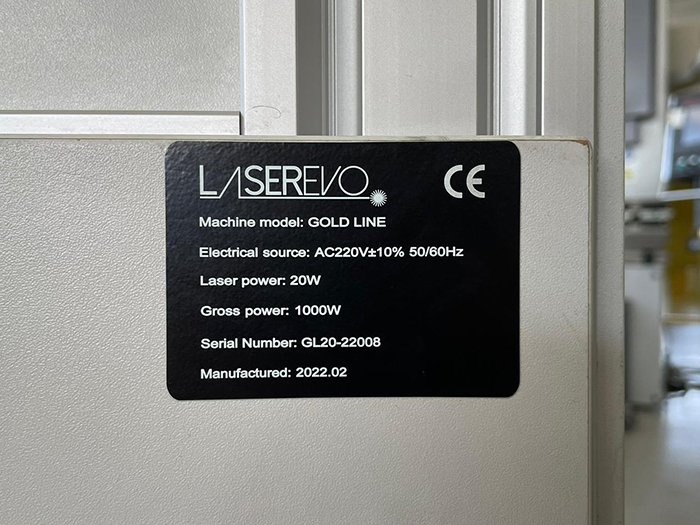 LASEREVO CE
Machine model: GOLD LINE
Electrical source: AC220V±10% 50/60Hz
Laser power: 20W
Gross power: 1000W
Serial Number: GL20-22008
Manufactured: 2022.02